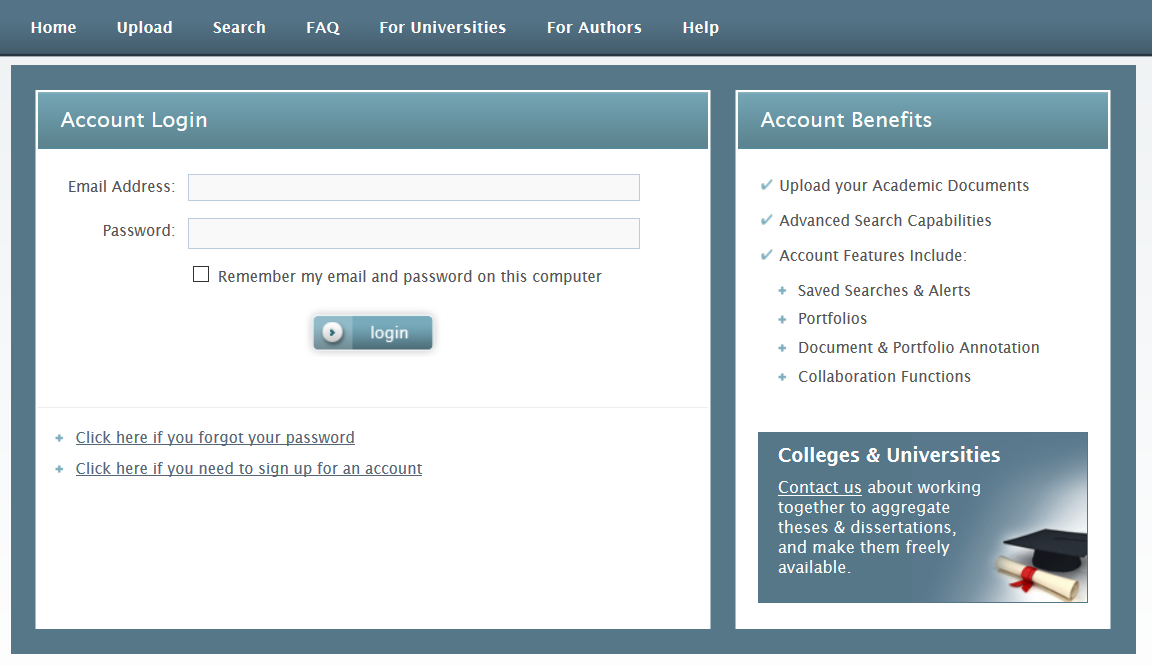 Home Upload Search FAQ For Universities For Authors Help
Account Login
Email Address:
Password:
Remember my email and password on this computer
login
Click here if you forgot your password
Click here if you need to sign up for an account
Account Benefits
Upload your Academic Documents
Advanced Search Capabilities
Account Features Include:
Saved Searches & Alerts
Portfolios
Document & Portfolio Annotation
Collaboration Functions
Colleges & Universities
Contact us about working
together to aggregate
theses & dissertations,
and make them freely
available.